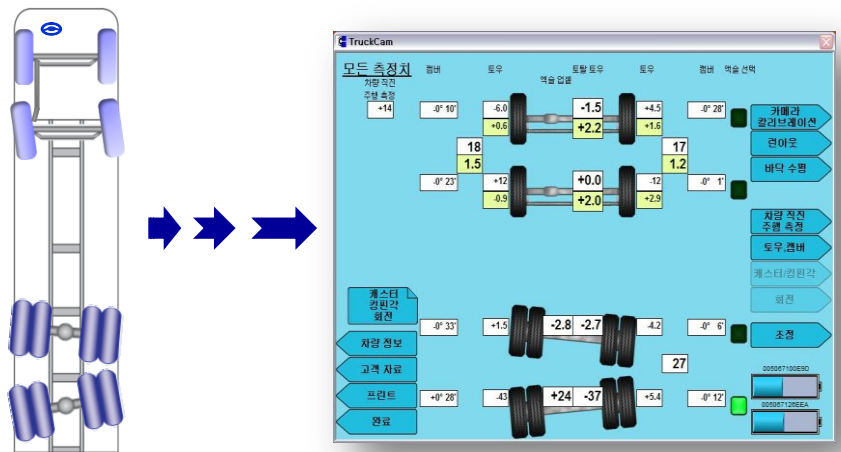 TruckCam
모든 측정치
캠버
토우
토탈 토우
토우
캠버
액슬 선택
차량 직진
주행 측정
액슬 업셀
+14
-0° 10'
-6.0
-1.5
+4.5
-0° 28'
+0.6
+2.2
+1.6
카메라
칼리브레이션
18
17
런아웃
1.5
1.2
바닥 수평
-0° 23'
+12
+0.0
-12
-0° 1'
-0.9
+2.0
+2.9
차량 직진
주행 측정
토우,캠버
캐스터/킹핀각
회전
캐스터
킹핀각
회전
-0° 33'
+1.5
-2.8
-2.7
-4.2
-0° 6'
조정
차량 정보
27
고객 자료
005067100E9D
프린트
+0° 28'
-43
+24
-37
+5.4
-0° 12'
005067126EEA
완료